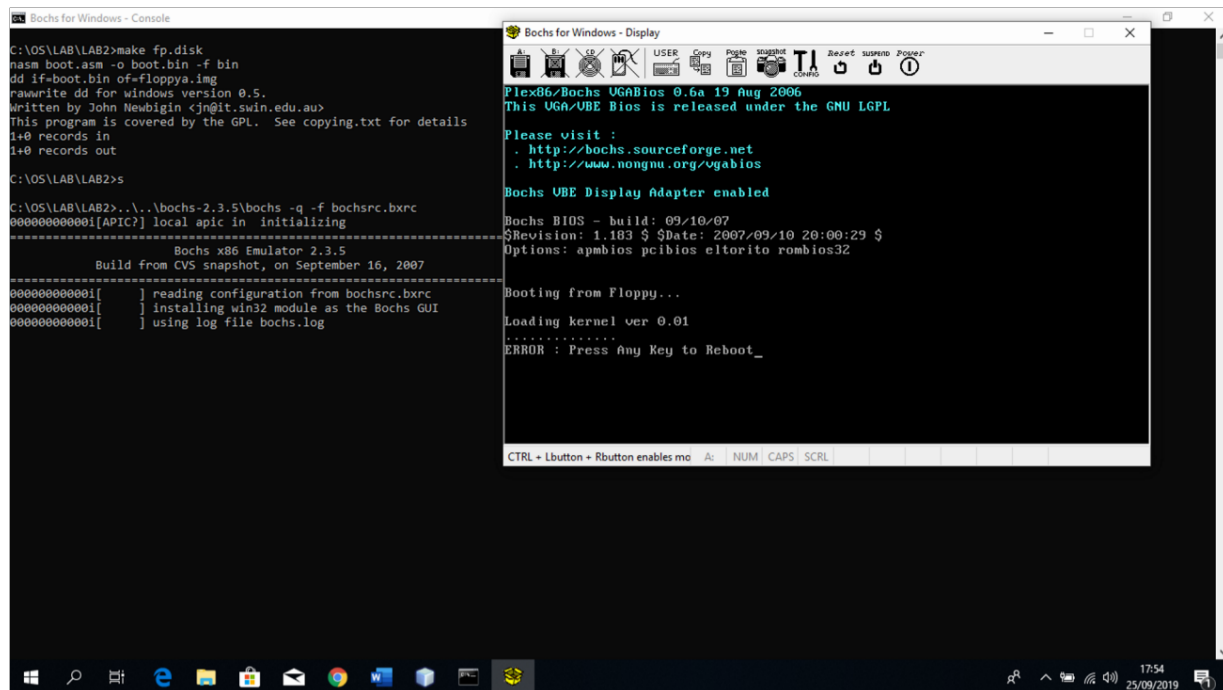 Bochs for Windows - Console
C:\OS\LAB\LAB2>make fp.disk
nasm boot.asm -o boot.bin -f bin
dd if=boot.bin of=floppya.img
rawwrite dd for windows version 0.5.
Written by John Newbigin <jn@it.swin.edu.au>
This program is covered by the GPL.  See copying.txt for details
1+0 records in
1+0 records out
C:\OS\LAB\LAB2>s
C:\OS\LAB\LAB2>..\..\bochs-2.3.5\bochs -q -f bochsrc.bxrc
00000000000i[APIC?] local apic in  initializing
========================================================================
Bochs x86 Emulator 2.3.5
Build from CVS snapshot, on September 16, 2007
========================================================================
00000000000i[     ] reading configuration from bochsrc.bxrc
00000000000i[     ] installing win32 module as the Bochs GUI
00000000000i[     ] using log file bochs.log
Bochs for Windows - Display
A: B: CD USER Copy Paste snapshot CONFIG Reset SUSPEND Power
Plex86/Bochs VGABios 0.6a 19 Aug 2006
This VGA/VBE Bios is released under the GNU LGPL
Please visit :
. http://bochs.sourceforge.net
. http://www.nongnu.org/vgabios
Bochs VBE Display Adapter enabled
Bochs BIOS - build: 09/10/07
$Revision: 1.183 $ $Date: 2007/09/10 20:00:29 $
Options: apmbios pcibios eltorito rombios32
Booting from Floppy...
Loading kernel ver 0.01
..............
ERROR : Press Any Key to Reboot_
CTRL + Lbutton + Rbutton enables mo A: NUM CAPS SCRL
17:54
25/09/2019
1